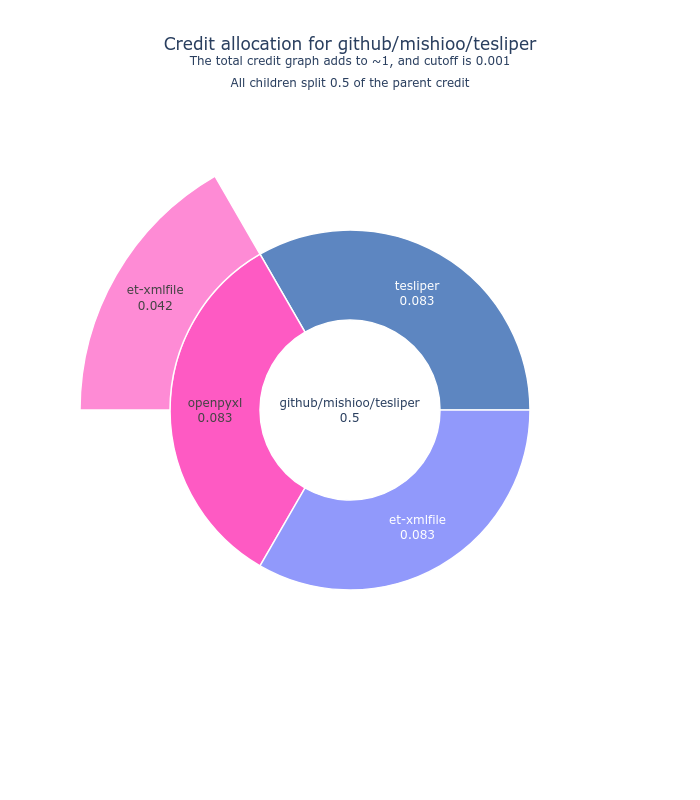 Credit allocation for github/mishioo/tesliper
The total credit graph adds to ~1, and cutoff is 0.001
All children split 0.5 of the parent credit
tesliper
0.083
et-xmlfile
0.042
openpyxl
0.083
github/mishioo/tesliper
0.5
et-xmlfile
0.083